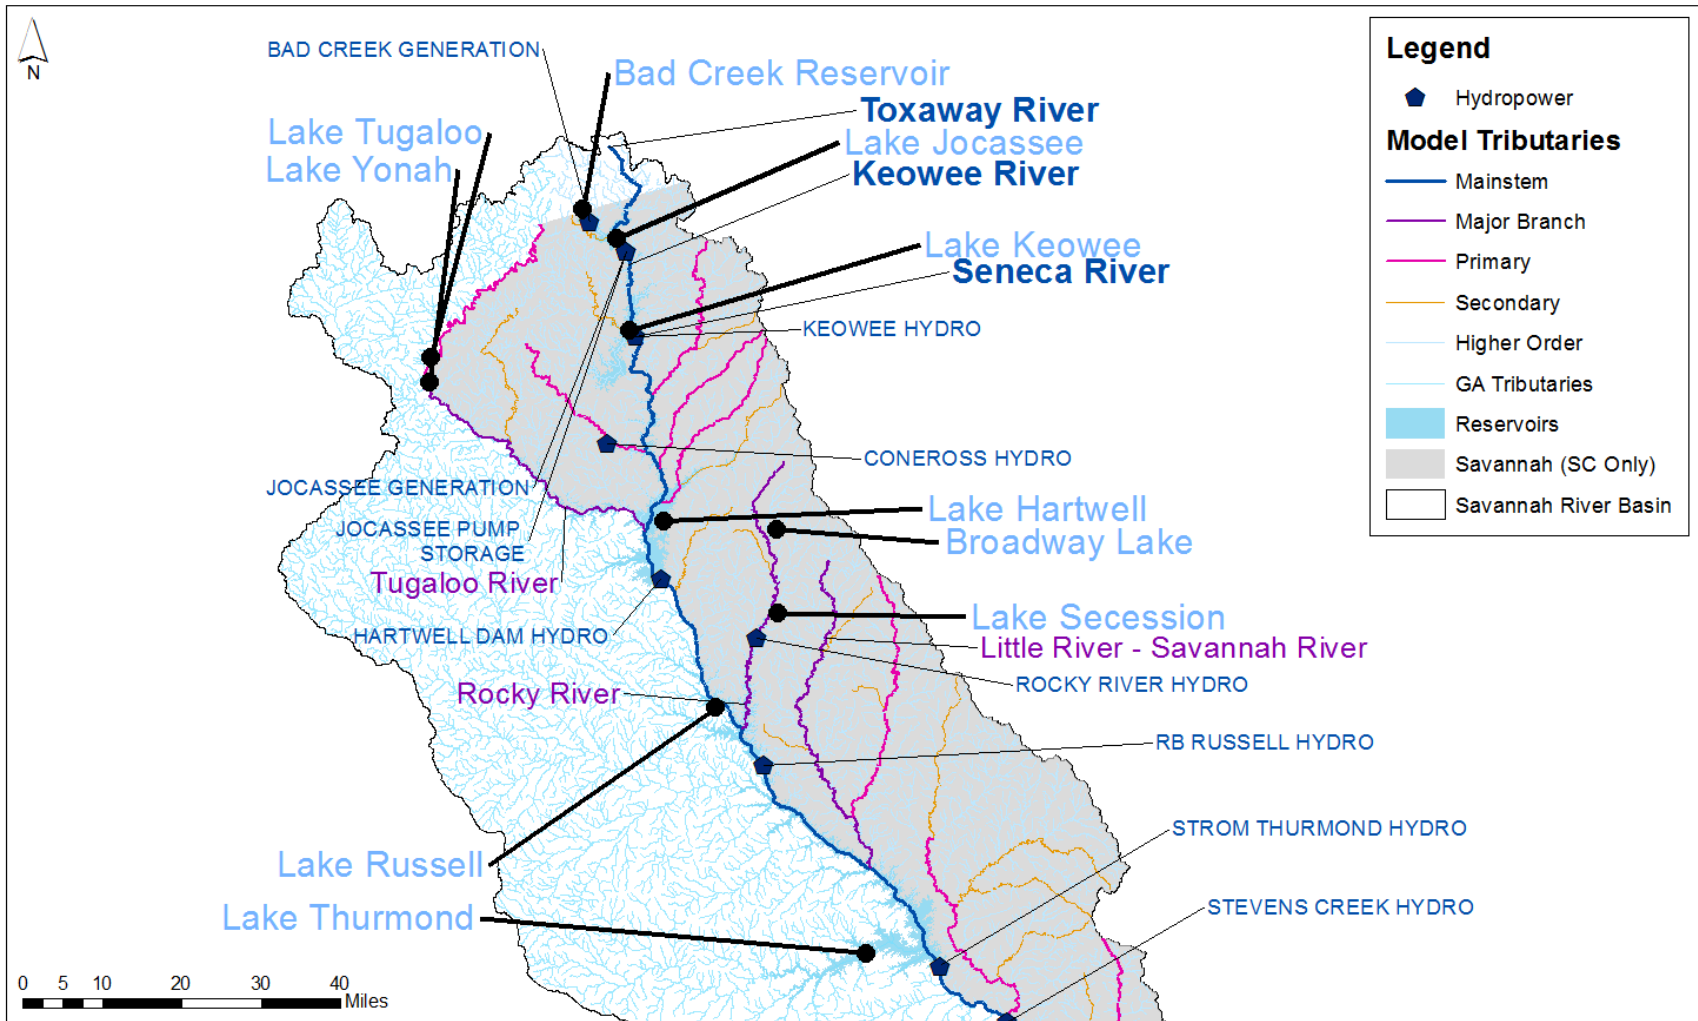 N
BAD CREEK GENERATION
Bad Creek Reservoir
Toxaway River
Lake Tugaloo
Lake Jocassee
Lake Yonah
Keowee River
Lake Keowee
Seneca River
KEOWEE HYDRO
CONEROSS HYDRO
JOCASSEE GENERATION
Lake Hartwell
JOCASSEE PUMP
STORAGE
Broadway Lake
Tugaloo River
Lake Secession
HARTWELL DAM HYDRO
Little River - Savannah River
ROCKY RIVER HYDRO
Rocky River
RB RUSSELL HYDRO
STROM THURMOND HYDRO
Lake Russell
STEVENS CREEK HYDRO
Lake Thurmond
0 5 10 20 30 40
Miles
Legend
Hydropower
Model Tributaries
Mainstem
Major Branch
Primary
Secondary
Higher Order
GA Tributaries
Reservoirs
Savannah (SC Only)
Savannah River Basin